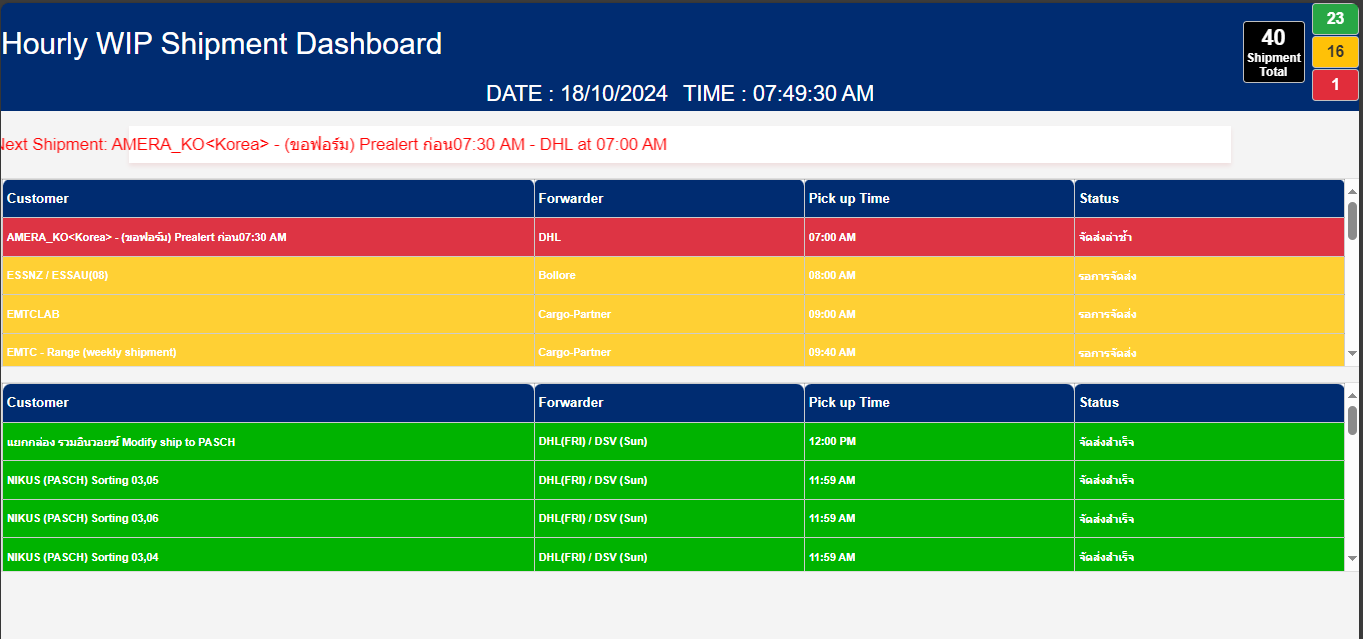 Hourly WIP Shipment Dashboard
40
Shipment
Total
23
16
1
DATE : 18/10/2024 TIME : 07:49:30 AM
Next Shipment: AMERA_KO<Korea> - (ขอฟอร์ม) Prealert ก่อน07:30 AM - DHL at 07:00 AM
Customer Forwarder Pick up Time Status
AMERA_KO<Korea> - (ขอฟอร์ม) Prealert ก่อน07:30 AM DHL 07:00 AM จัดส่งล่าช้า
ESSNZ / ESSAU(08) Bollore 08:00 AM รอการจัดส่ง
EMTCLAB Cargo-Partner 09:00 AM รอการจัดส่ง
EMTC - Range (weekly shipment) Cargo-Partner 09:40 AM รอการจัดส่ง
Customer Forwarder Pick up Time Status
แยกกล่อง รวมอินวอยซ์ Modify ship to PASCH DHL(FRI) / DSV (Sun) 12:00 PM จัดส่งสำเร็จ
NIKUS (PASCH) Sorting 03,05 DHL(FRI) / DSV (Sun) 11:59 AM จัดส่งสำเร็จ
NIKUS (PASCH) Sorting 03,06 DHL(FRI) / DSV (Sun) 11:59 AM จัดส่งสำเร็จ
NIKUS (PASCH) Sorting 03,04 DHL(FRI) / DSV (Sun) 11:59 AM จัดส่งสำเร็จ